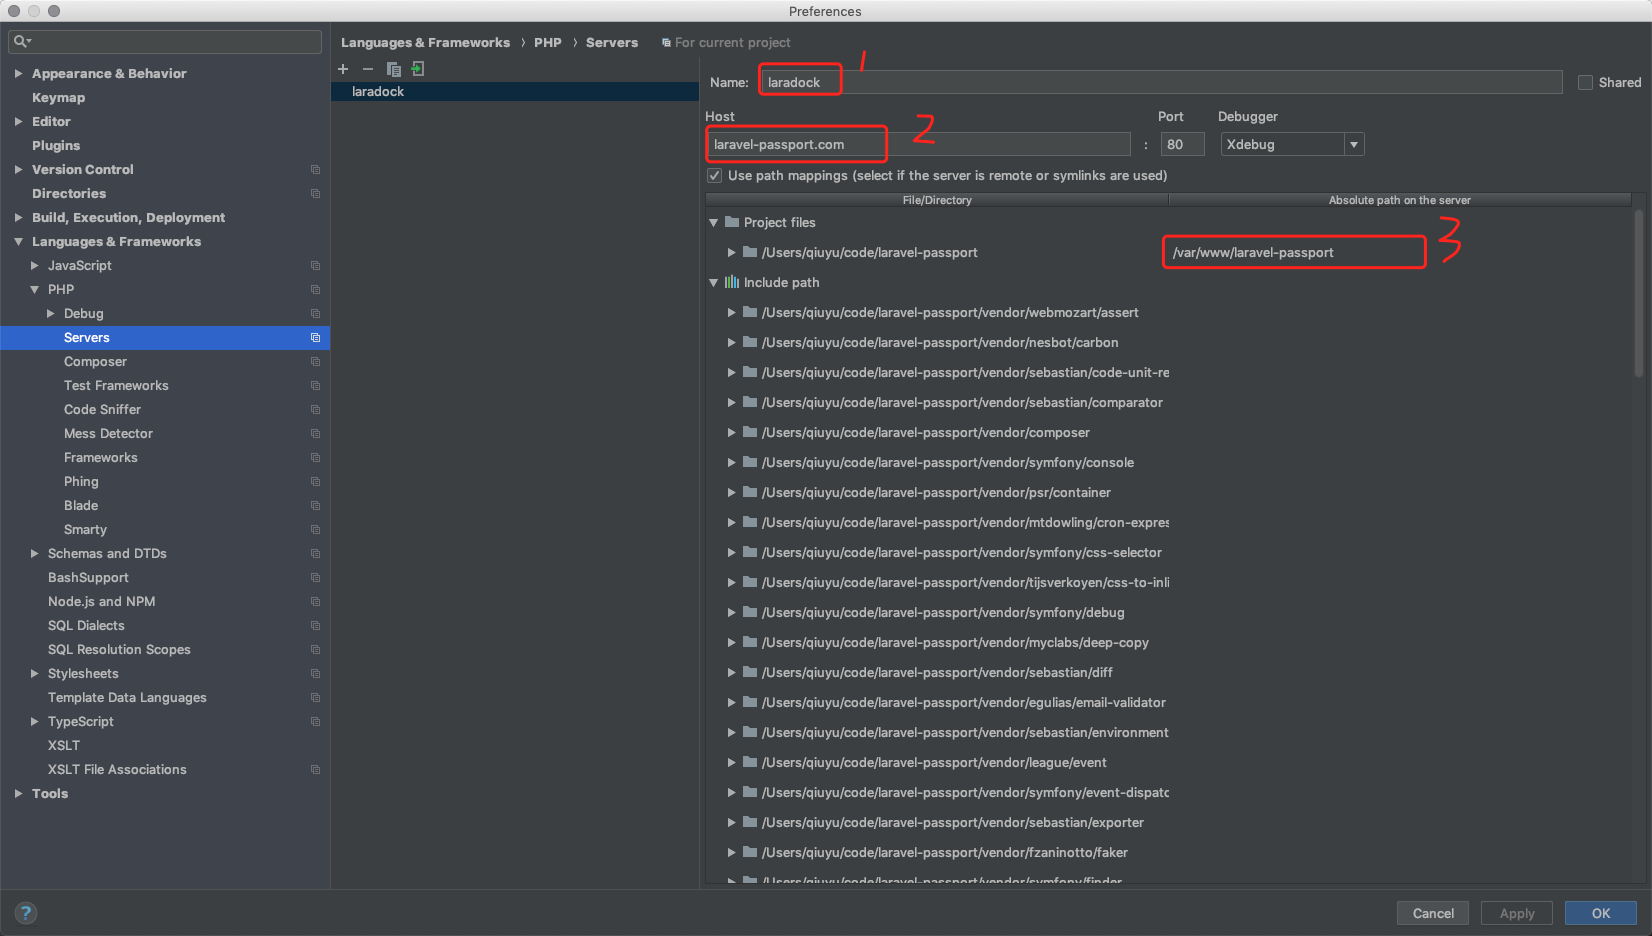 Preferences
Languages & Frameworks › PHP › Servers For current project
Appearance & Behavior
Keymap
Editor
Plugins
Version Control
Directories
Build, Execution, Deployment
Languages & Frameworks
JavaScript
PHP
Debug
Servers
Composer
Test Frameworks
Code Sniffer
Mess Detector
Frameworks
Phing
Blade
Smarty
Schemas and DTDs
BashSupport
Node.js and NPM
SQL Dialects
SQL Resolution Scopes
Stylesheets
Template Data Languages
TypeScript
XSLT
XSLT File Associations
Tools
laradock
Name: laradock 1 Shared
Host Port Debugger
laravel-passport.com 2 : 80 Xdebug
Use path mappings (select if the server is remote or symlinks are used)
File/Directory Absolute path on the server
Project files
/Users/qiuyu/code/laravel-passport /var/www/laravel-passport 3
Include path
/Users/qiuyu/code/laravel-passport/vendor/webmozart/assert
/Users/qiuyu/code/laravel-passport/vendor/nesbot/carbon
/Users/qiuyu/code/laravel-passport/vendor/sebastian/code-unit-re
/Users/qiuyu/code/laravel-passport/vendor/sebastian/comparator
/Users/qiuyu/code/laravel-passport/vendor/composer
/Users/qiuyu/code/laravel-passport/vendor/symfony/console
/Users/qiuyu/code/laravel-passport/vendor/psr/container
/Users/qiuyu/code/laravel-passport/vendor/mtdowling/cron-expres
/Users/qiuyu/code/laravel-passport/vendor/symfony/css-selector
/Users/qiuyu/code/laravel-passport/vendor/tijsverkoyen/css-to-inli
/Users/qiuyu/code/laravel-passport/vendor/symfony/debug
/Users/qiuyu/code/laravel-passport/vendor/myclabs/deep-copy
/Users/qiuyu/code/laravel-passport/vendor/sebastian/diff
/Users/qiuyu/code/laravel-passport/vendor/egulias/email-validator
/Users/qiuyu/code/laravel-passport/vendor/sebastian/environment
/Users/qiuyu/code/laravel-passport/vendor/league/event
/Users/qiuyu/code/laravel-passport/vendor/symfony/event-dispatc
/Users/qiuyu/code/laravel-passport/vendor/sebastian/exporter
/Users/qiuyu/code/laravel-passport/vendor/fzaninotto/faker
/Users/qiuyu/code/laravel-passport/vendor/symfony/finder
? Cancel Apply OK